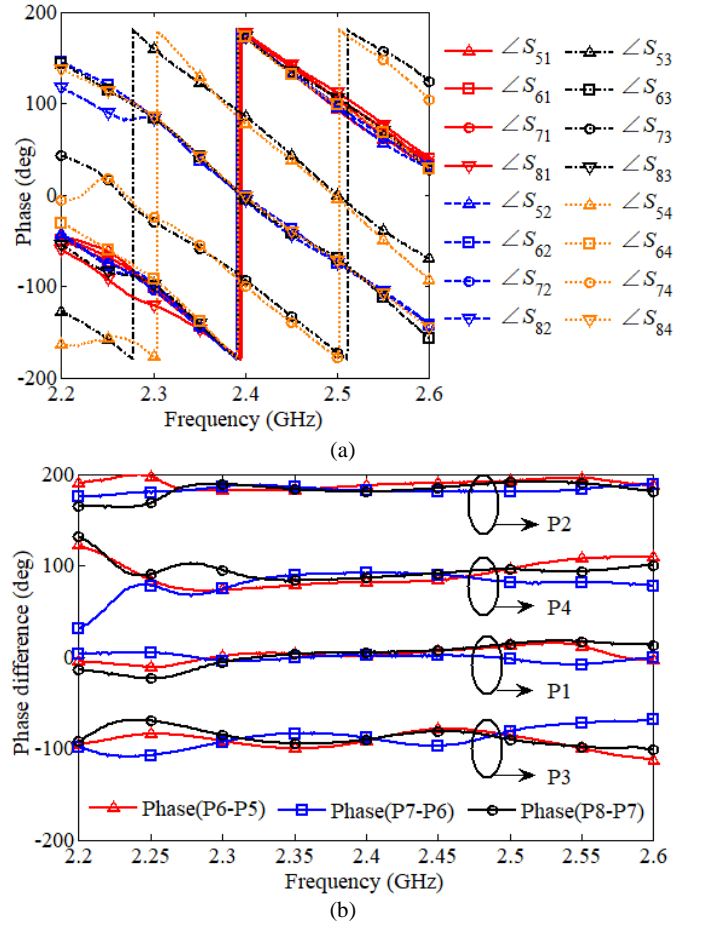 200
100
0
-100
-200
Phase (deg)
2.2 2.3 2.4 2.5 2.6
Frequency (GHz)
∠S51 ∠S53
∠S61 ∠S63
∠S71 ∠S73
∠S81 ∠S83
∠S52 ∠S54
∠S62 ∠S64
∠S72 ∠S74
∠S82 ∠S84
(a)
200
100
0
-100
-200
Phase difference (deg)
P2
P4
P1
P3
Phase(P6-P5) Phase(P7-P6) Phase(P8-P7)
2.2 2.25 2.3 2.35 2.4 2.45 2.5 2.55 2.6
Frequency (GHz)
(b)